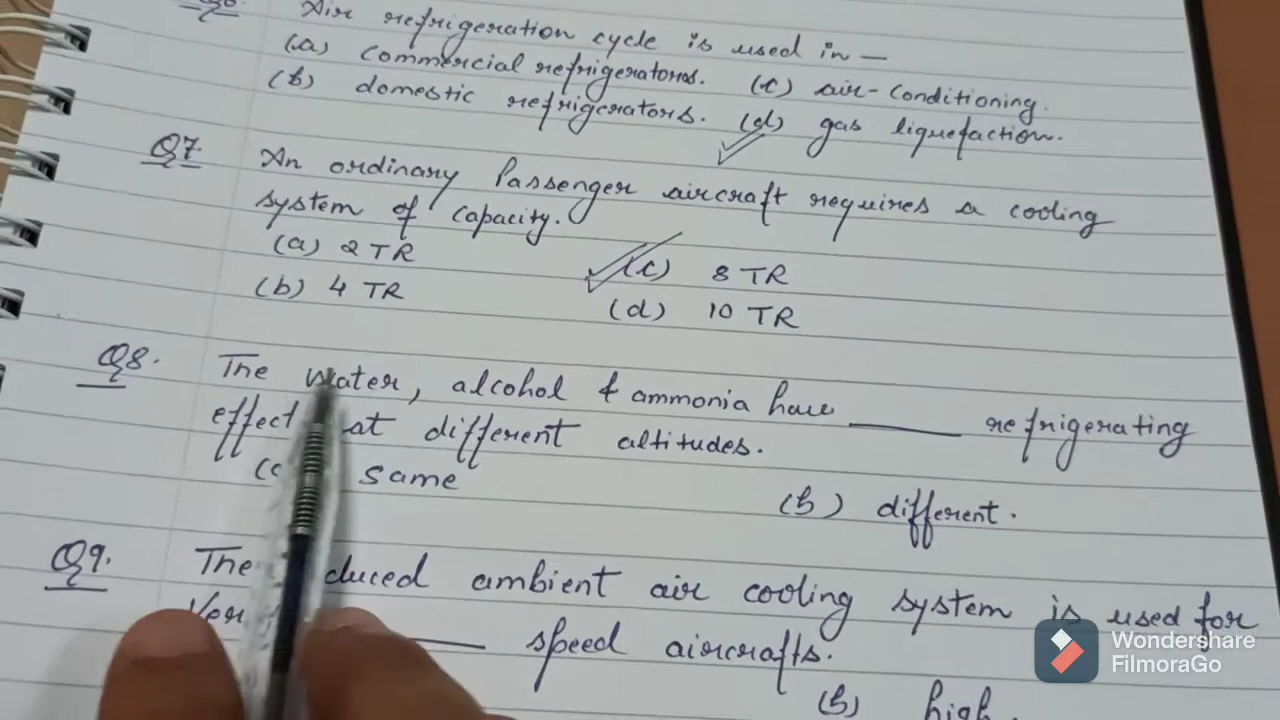 Air refrigeration cycle is used in —
(a) commercial refrigerators. (c) air-conditioning.
(b) domestic refrigerators. (d) gas liquefaction.
Q7. An ordinary Passenger aircraft requires a cooling
system of capacity.
(a) 2 TR (c) 8 TR
(b) 4 TR (d) 10 TR
Q8. The water, alcohol & ammonia have ____ refrigerating
effect at different altitudes.
same (b) different.
Q9. The duced ambient air cooling system is used for
Ver ____ speed aircrafts.
(b) high.
Wondershare
FilmoraGo